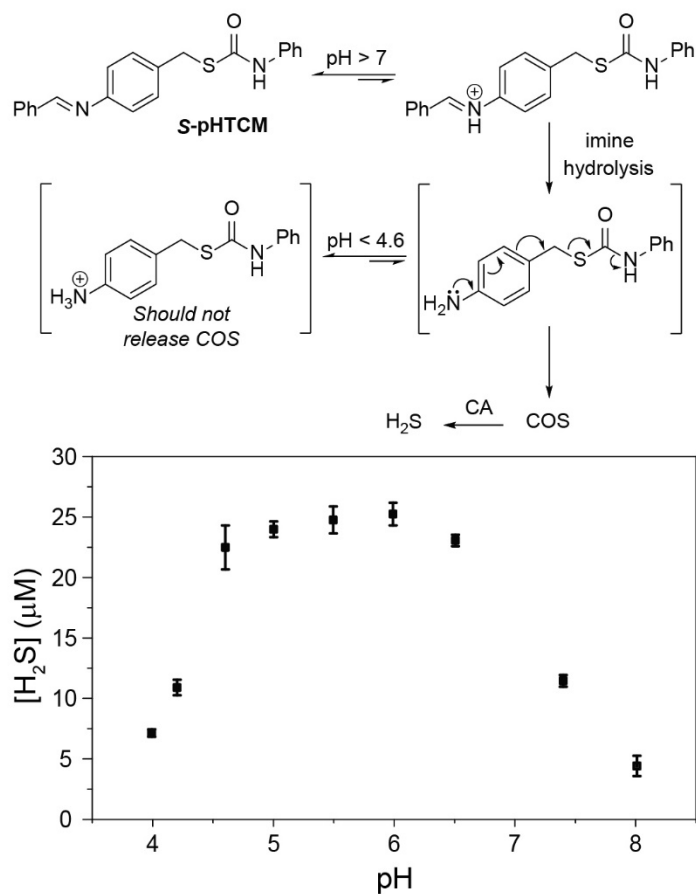 O
S N Ph
H
pH > 7
O
S N Ph
H
Ph N
S-pHTCM
Ph N
H
imine
hydrolysis
O
S N Ph
H
H3N
Should not
release COS
pH < 4.6
O
S N Ph
H
H2N
H2S CA COS
30
25
20
15
10
5
0
[H2S] (μM)
4 5 6 7 8
pH